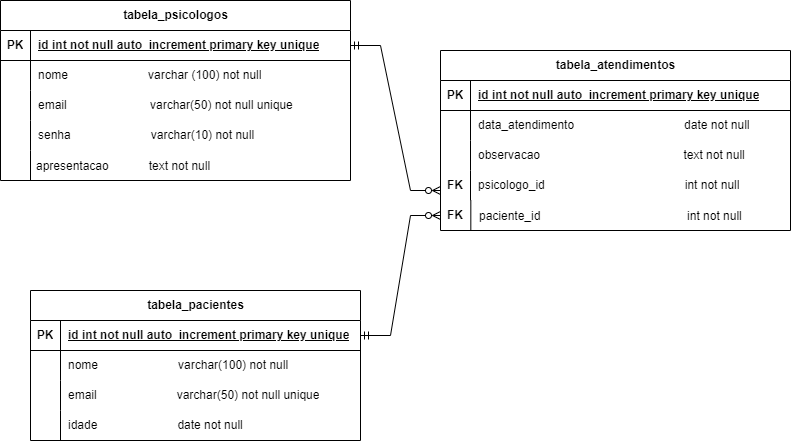 tabela_psicologos
PK id int not null auto_increment primary key unique
nome varchar (100) not null
email varchar(50) not null unique
senha varchar(10) not null
apresentacao text not null
tabela_atendimentos
PK id int not null auto_increment primary key unique
data_atendimento date not null
observacao text not null
FK psicologo_id int not null
FK paciente_id int not null
tabela_pacientes
PK id int not null auto_increment primary key unique
nome varchar(100) not null
email varchar(50) not null unique
idade date not null